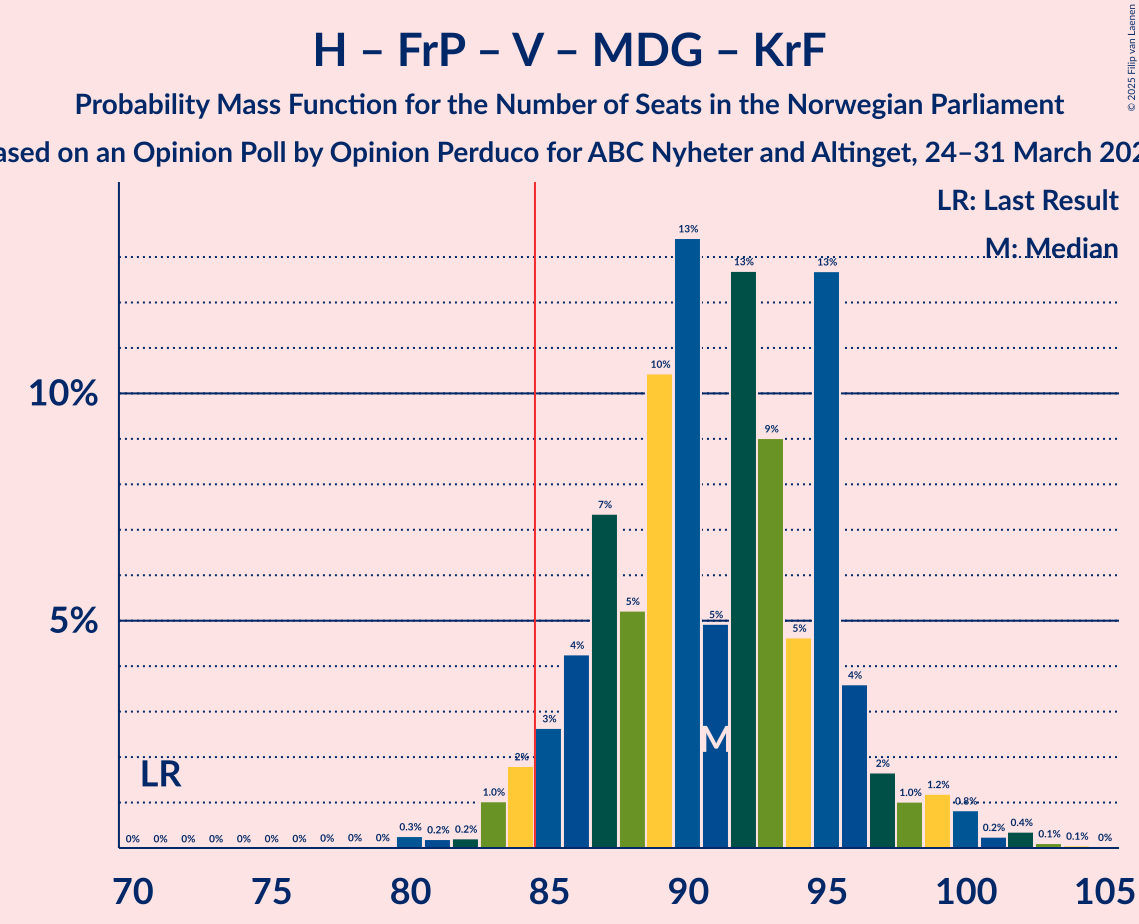 H – FrP – V – MDG – KrF
Probability Mass Function for the Number of Seats in the Norwegian Parliament
ased on an Opinion Poll by Opinion Perduco for ABC Nyheter and Altinget, 24–31 March 202
© 2025 Filip van Laenen
LR: Last Result
M: Median
13%
13%
13%
10%
10%
9%
7%
5%
5%
5%
5%
4%
4%
3%
M
2%
2%
LR
1.0%
1.0%
1.2%
0.8%
0% 0% 0% 0% 0% 0% 0% 0% 0% 0% 0.3% 0.2% 0.2% 0.2% 0.4% 0.1% 0.1% 0%
70 75 80 85 90 95 100 105